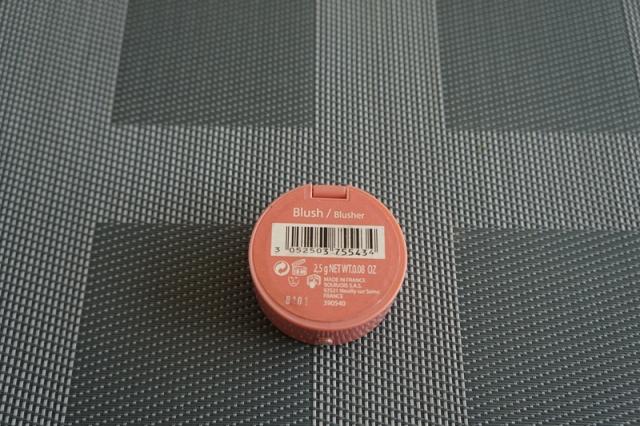 Blush / Blusher
3 052503 755434
2.5 g NET WT.0.08 OZ
MADE IN FRANCE
BOURJOIS S.A.S.
92521 Neuilly sur Seine
FRANCE
390540